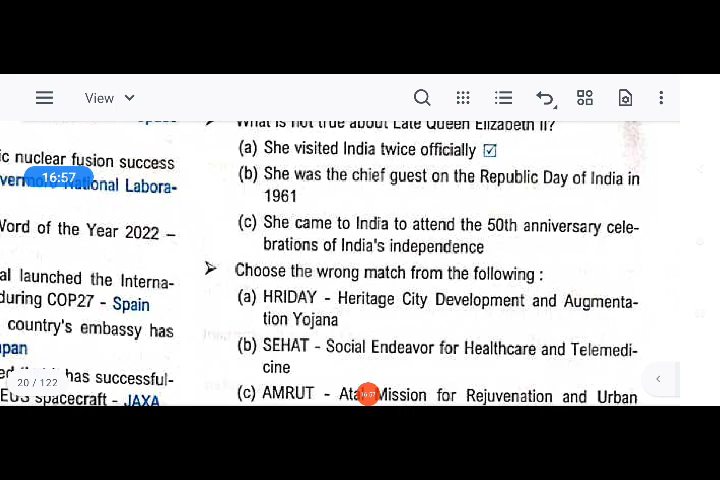 View
What is not true about Late Queen Elizabeth II?
(a) She visited India twice officially ☑
(b) She was the chief guest on the Republic Day of India in
1961
(c) She came to India to attend the 50th anniversary cele-
brations of India's independence
➢ Choose the wrong match from the following :
(a) HRIDAY - Heritage City Development and Augmenta-
tion Yojana
(b) SEHAT - Social Endeavor for Healthcare and Telemedi-
cine
(c) AMRUT - Mission for Rejuvenation and Urban
ic nuclear fusion success
National Labora-
16:57
Word of the Year 2022 –
al launched the Interna-
during COP27 - Spain
country's embassy has
apan
20 / 122
has successful-
spacecraft - JAXA
16:57